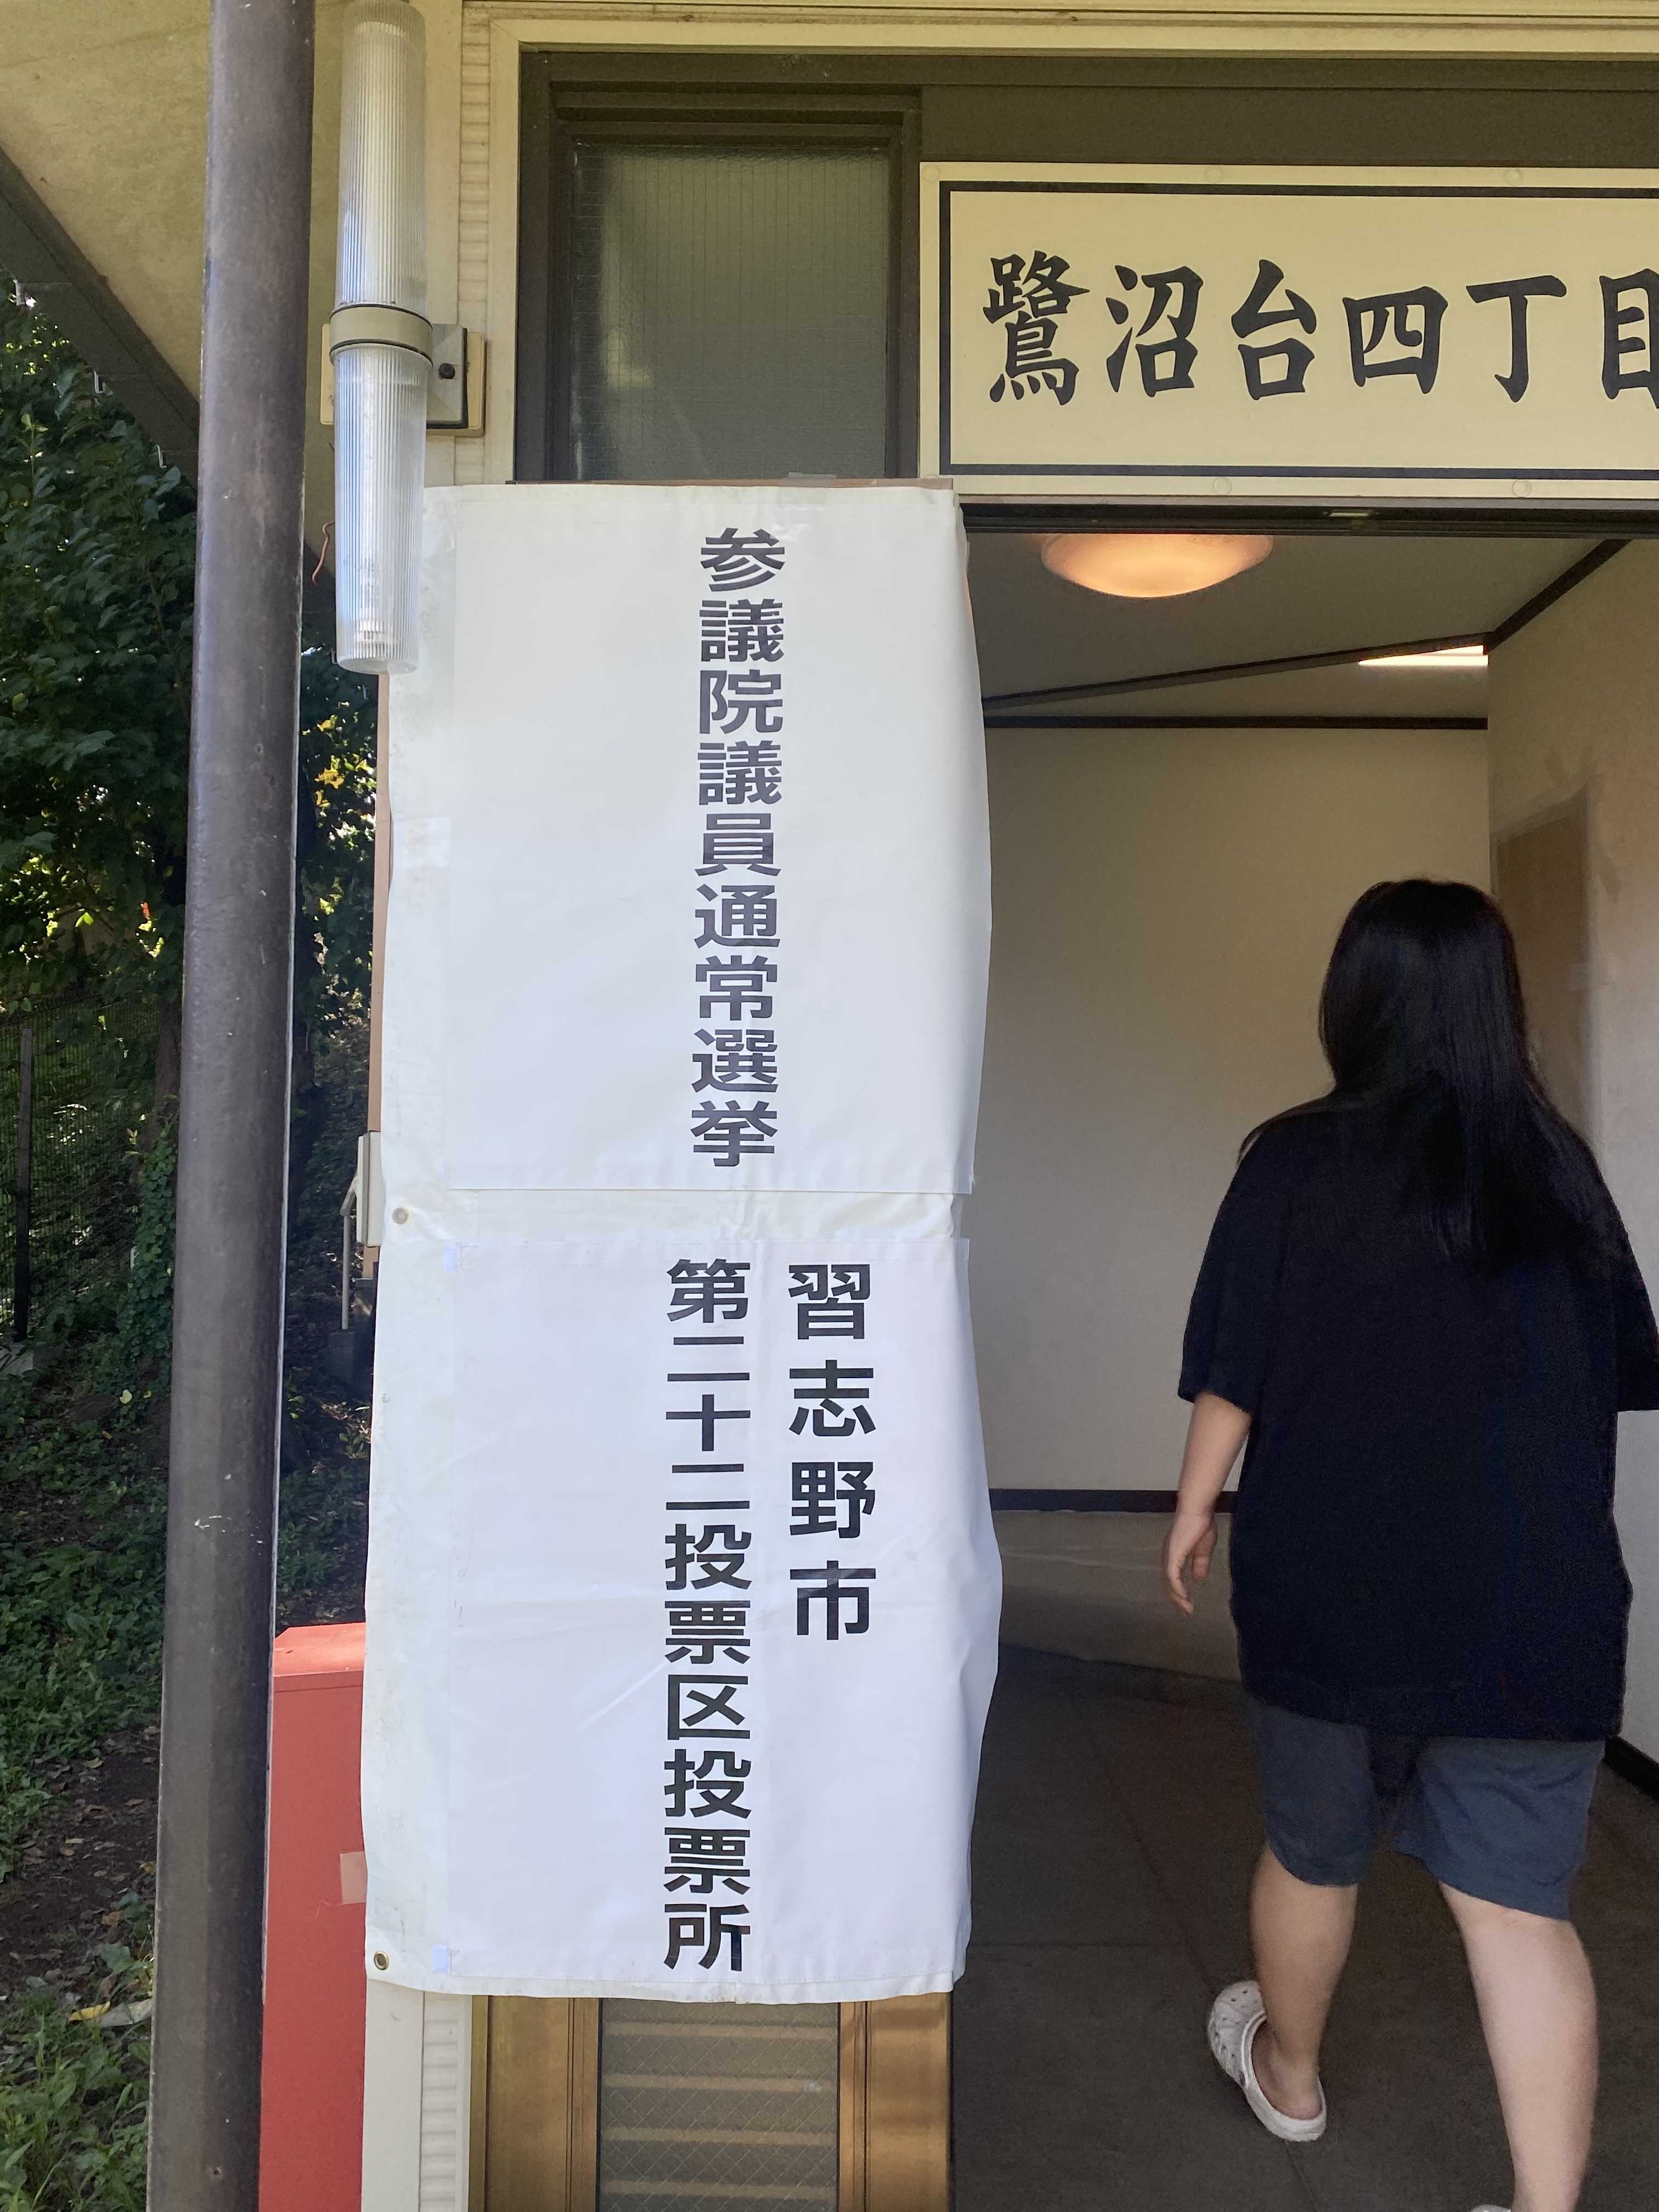 鷺沼台四丁目
参議院議員通常選挙
習志野市
第二十二投票区投票所